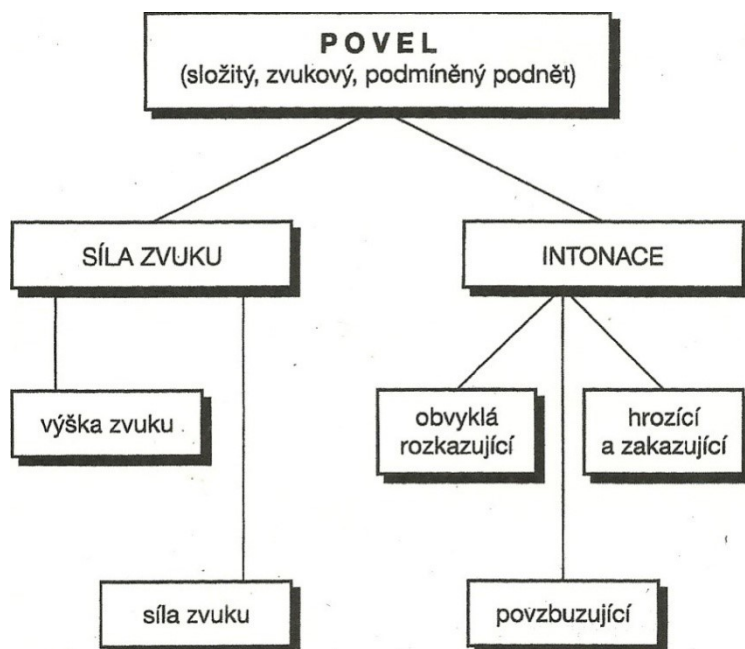 POVEL
(složitý, zvukový, podmíněný podnět)
SÍLA ZVUKU
INTONACE
výška zvuku
obvyklá
rozkazující
hrozící
a zakazující
síla zvuku
povzbuzující